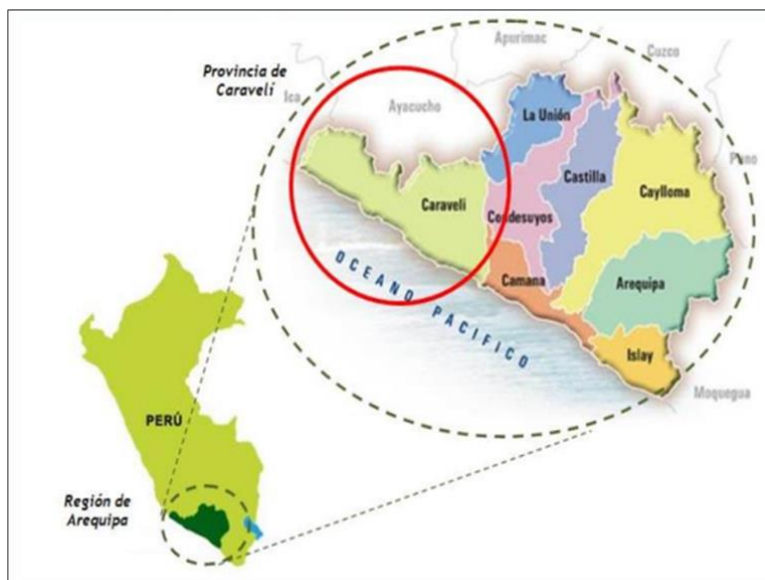 Apurimac
Cuzco
Provincia de
Caravelí
Ica
Ayacucho
La Unión
Puno
Castilla
Caylloma
Caraveli
Condesuyos
OCEANO PACIFICO
Camana
Arequipa
Islay
Moquegua
PERÚ
Región de
Arequipa